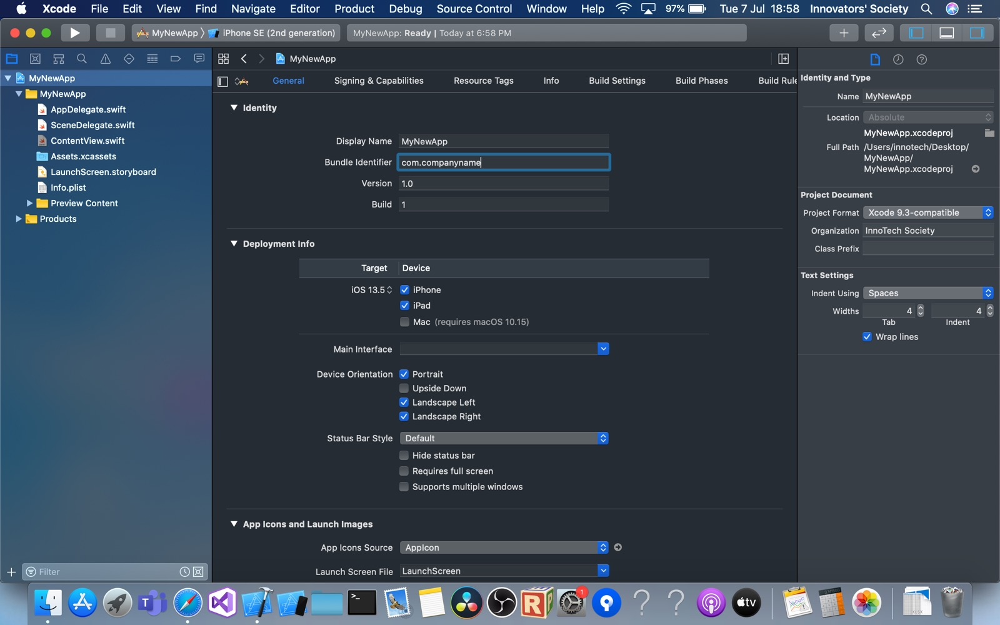 Xcode File Edit View Find Navigate Editor Product Debug Source Control Window Help 97% Tue 7 Jul 18:58 Innovators' Society
MyNewApp iPhone SE (2nd generation) MyNewApp: Ready | Today at 6:58 PM
MyNewApp
MyNewApp
AppDelegate.swift
SceneDelegate.swift
ContentView.swift
Assets.xcassets
LaunchScreen.storyboard
Info.plist
Preview Content
Products
Filter
MyNewApp
General Signing & Capabilities Resource Tags Info Build Settings Build Phases Build Rule
Identity
Display Name MyNewApp
Bundle Identifier com.companyname
Version 1.0
Build 1
Deployment Info
Target Device
iOS 13.5 iPhone
iPad
Mac (requires macOS 10.15)
Main Interface
Device Orientation Portrait
Upside Down
Landscape Left
Landscape Right
Status Bar Style Default
Hide status bar
Requires full screen
Supports multiple windows
App Icons and Launch Images
App Icons Source AppIcon
Launch Screen File LaunchScreen
Identity and Type
Name MyNewApp
Location Absolute
MyNewApp.xcodeproj
Full Path /Users/innotech/Desktop/
MyNewApp/
MyNewApp.xcodeproj
Project Document
Project Format Xcode 9.3-compatible
Organization InnoTech Society
Class Prefix
Text Settings
Indent Using Spaces
Widths 4 4
Tab Indent
Wrap lines
T
>_
R P
1
? ?
tv
XLSX